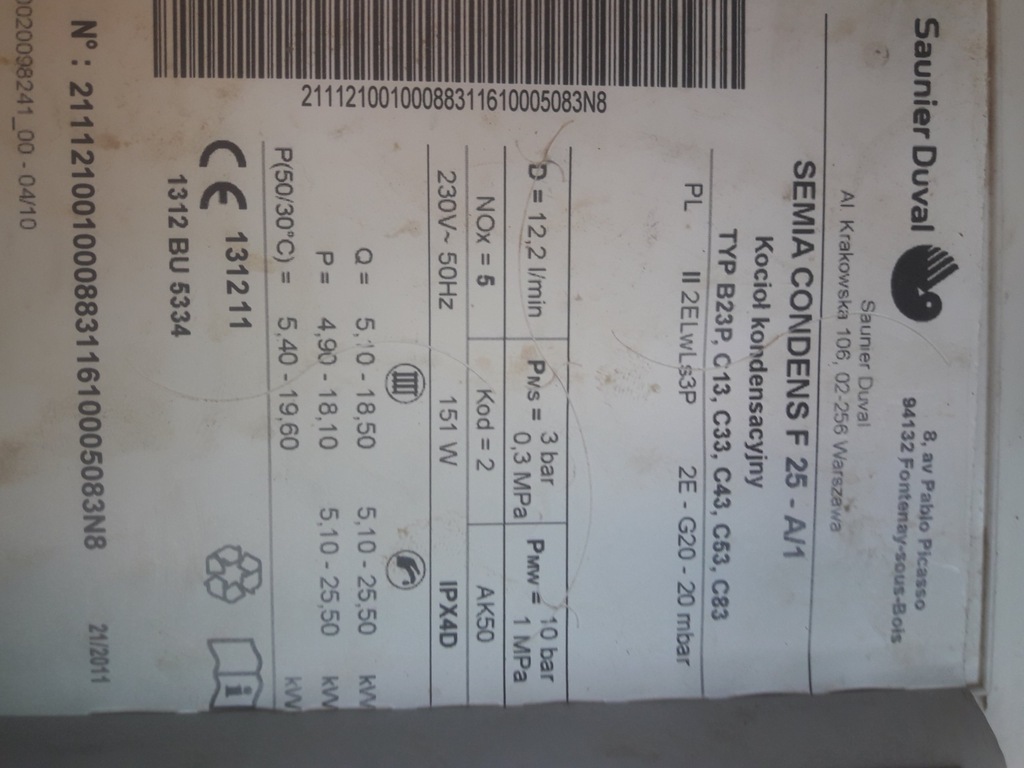 Saunier Duval
8, av Pablo Picasso
94132 Fontenay-sous-Bois
Saunier Duval
Al. Krakowska 106, 02-256 Warszawa
SEMIA CONDENS F 25 - A/1
Kocioł kondensacyjny
TYP B23P, C13, C33, C43, C53, C83
PL II 2ELwLs3P 2E - G20 - 20 mbar
D = 12,2 l/min PMS = 3 bar PMW = 10 bar
0,3 MPa 1 MPa
NOx = 5 Kod = 2 AK50
230V~ 50Hz 151 W IPX4D
Q = 5,10 - 18,50 5,10 - 25,50 kW
P = 4,90 - 18,10 5,10 - 25,50 kW
P(50/30°C) = 5,40 - 19,60 kW
CE 131211
1312 BU 5334
i
21112100100088311610005083N8
N° : 21112100100088311610005083N8 21/2011
0020098241_00 - 04/10